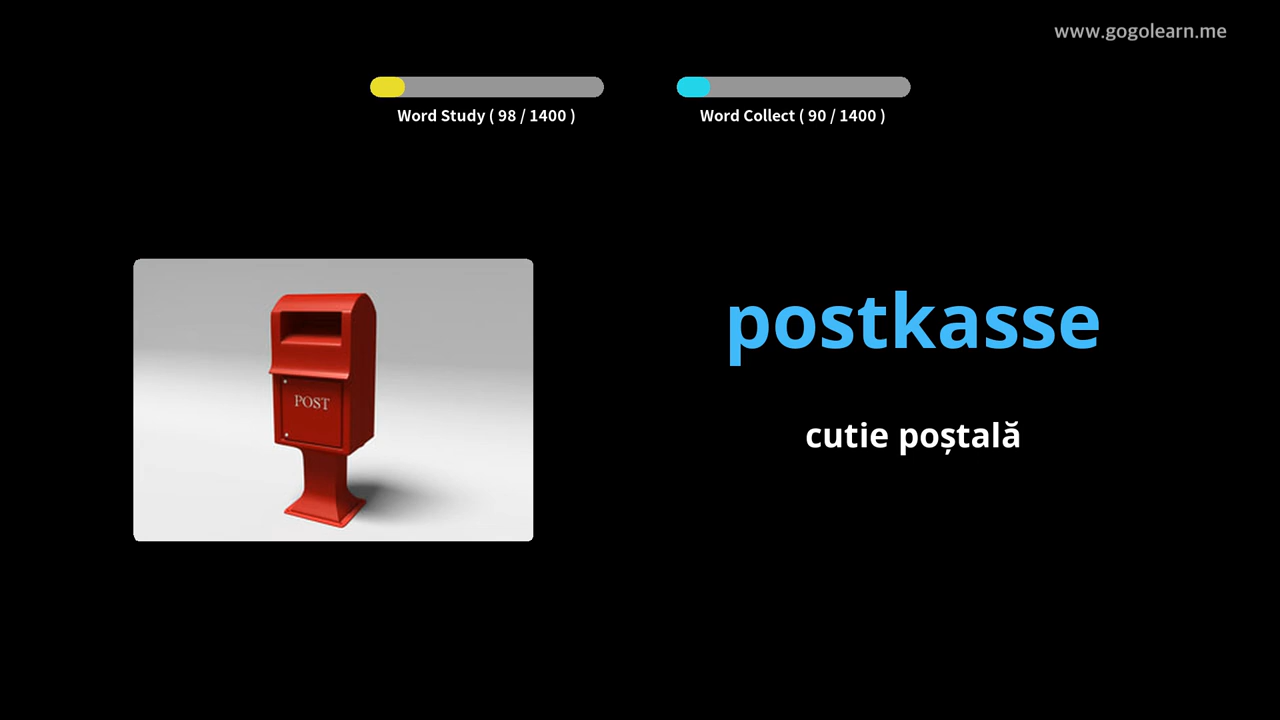 www.gogolearn.me
Word Study ( 98 / 1400 )
Word Collect ( 90 / 1400 )
POST
postkasse
cutie poștală